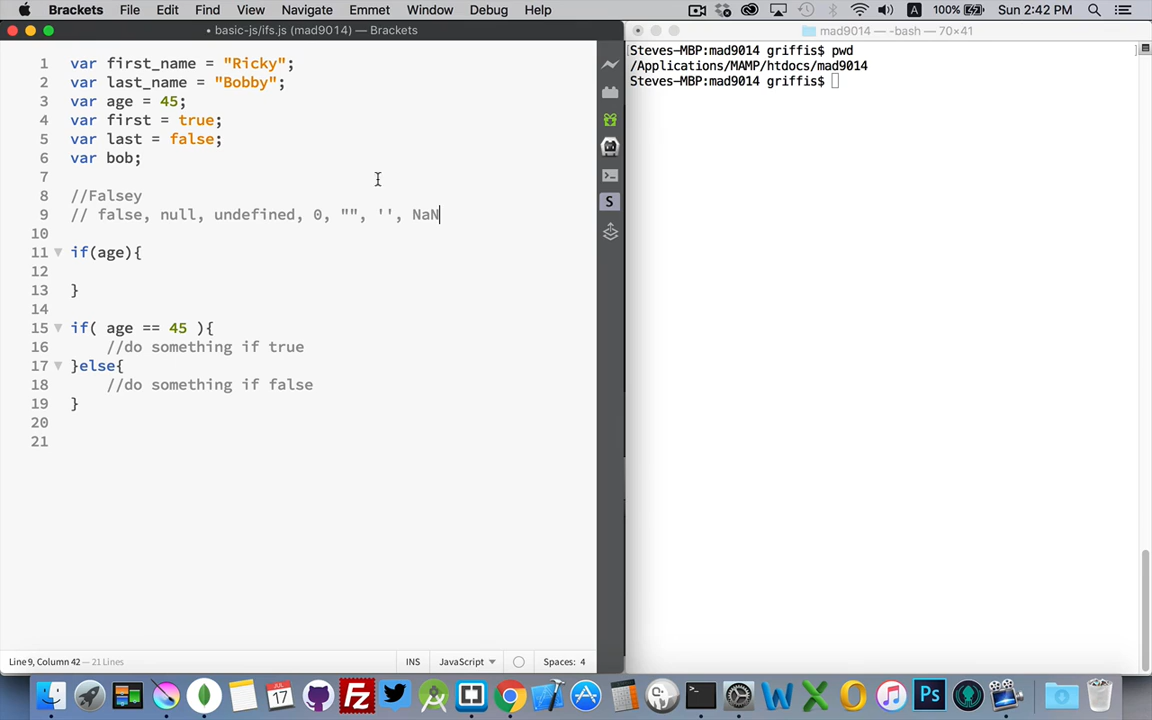 Brackets File Edit Find View Navigate Emmet Window Debug Help 100% Sun 2:42 PM
• basic-js/ifs.js (mad9014) — Brackets
mad9014 — -bash — 70×41
1 var first_name = "Ricky";
2 var last_name = "Bobby";
3 var age = 45;
4 var first = true;
5 var last = false;
6 var bob;
7
8 //Falsey
9 // false, null, undefined, 0, "", '', NaN
10
11 if(age){
12
13 }
14
15 if( age == 45 ){
16 //do something if true
17 }else{
18 //do something if false
19 }
20
21
Steves-MBP:mad9014 griffis$ pwd
/Applications/MAMP/htdocs/mad9014
Steves-MBP:mad9014 griffis$
Line 9, Column 42 — 21 Lines
INS JavaScript Spaces: 4